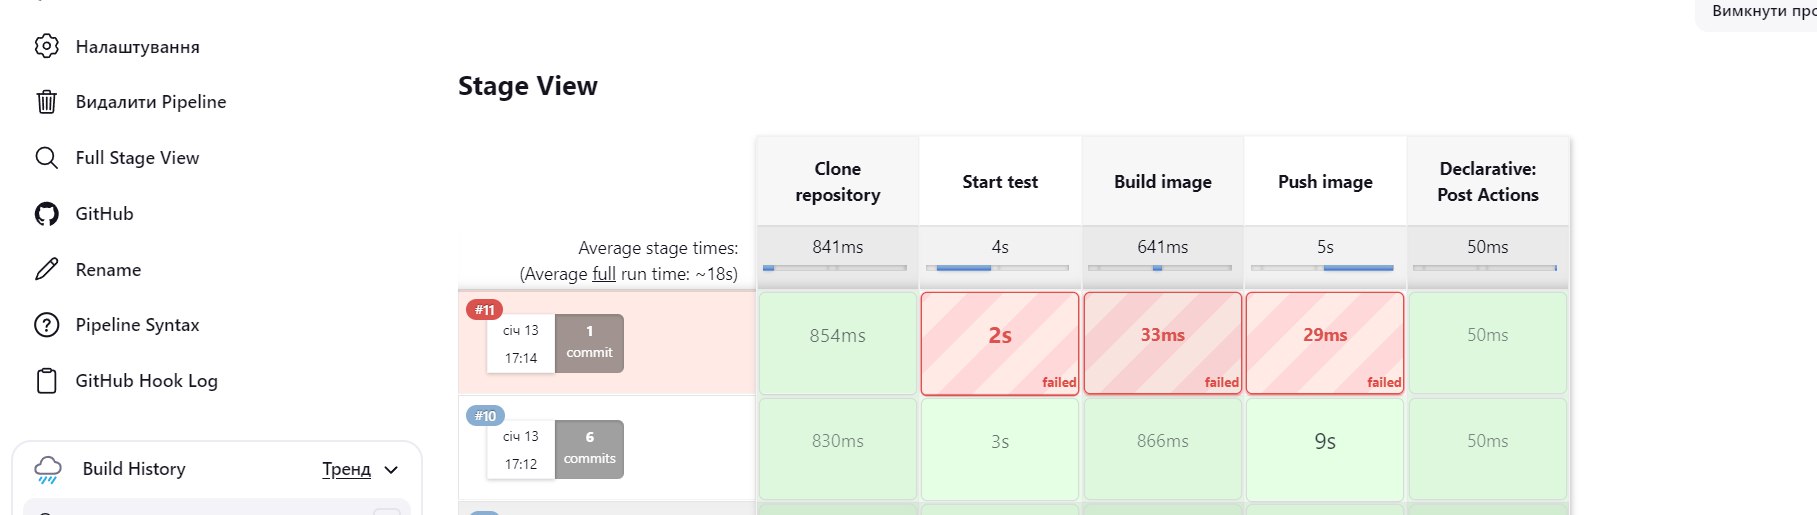 Вимкнути про
Налаштування
Видалити Pipeline
Full Stage View
GitHub
Rename
Pipeline Syntax
GitHub Hook Log
Build History
Тренд
Stage View
Clone
repository
Start test
Build image
Push image
Declarative:
Post Actions
Average stage times:
(Average full run time: ~18s)
841ms
4s
641ms
5s
50ms
#11
січ 13
17:14
1
commit
854ms
2s
failed
33ms
failed
29ms
failed
50ms
#10
січ 13
17:12
6
commits
830ms
3s
866ms
9s
50ms